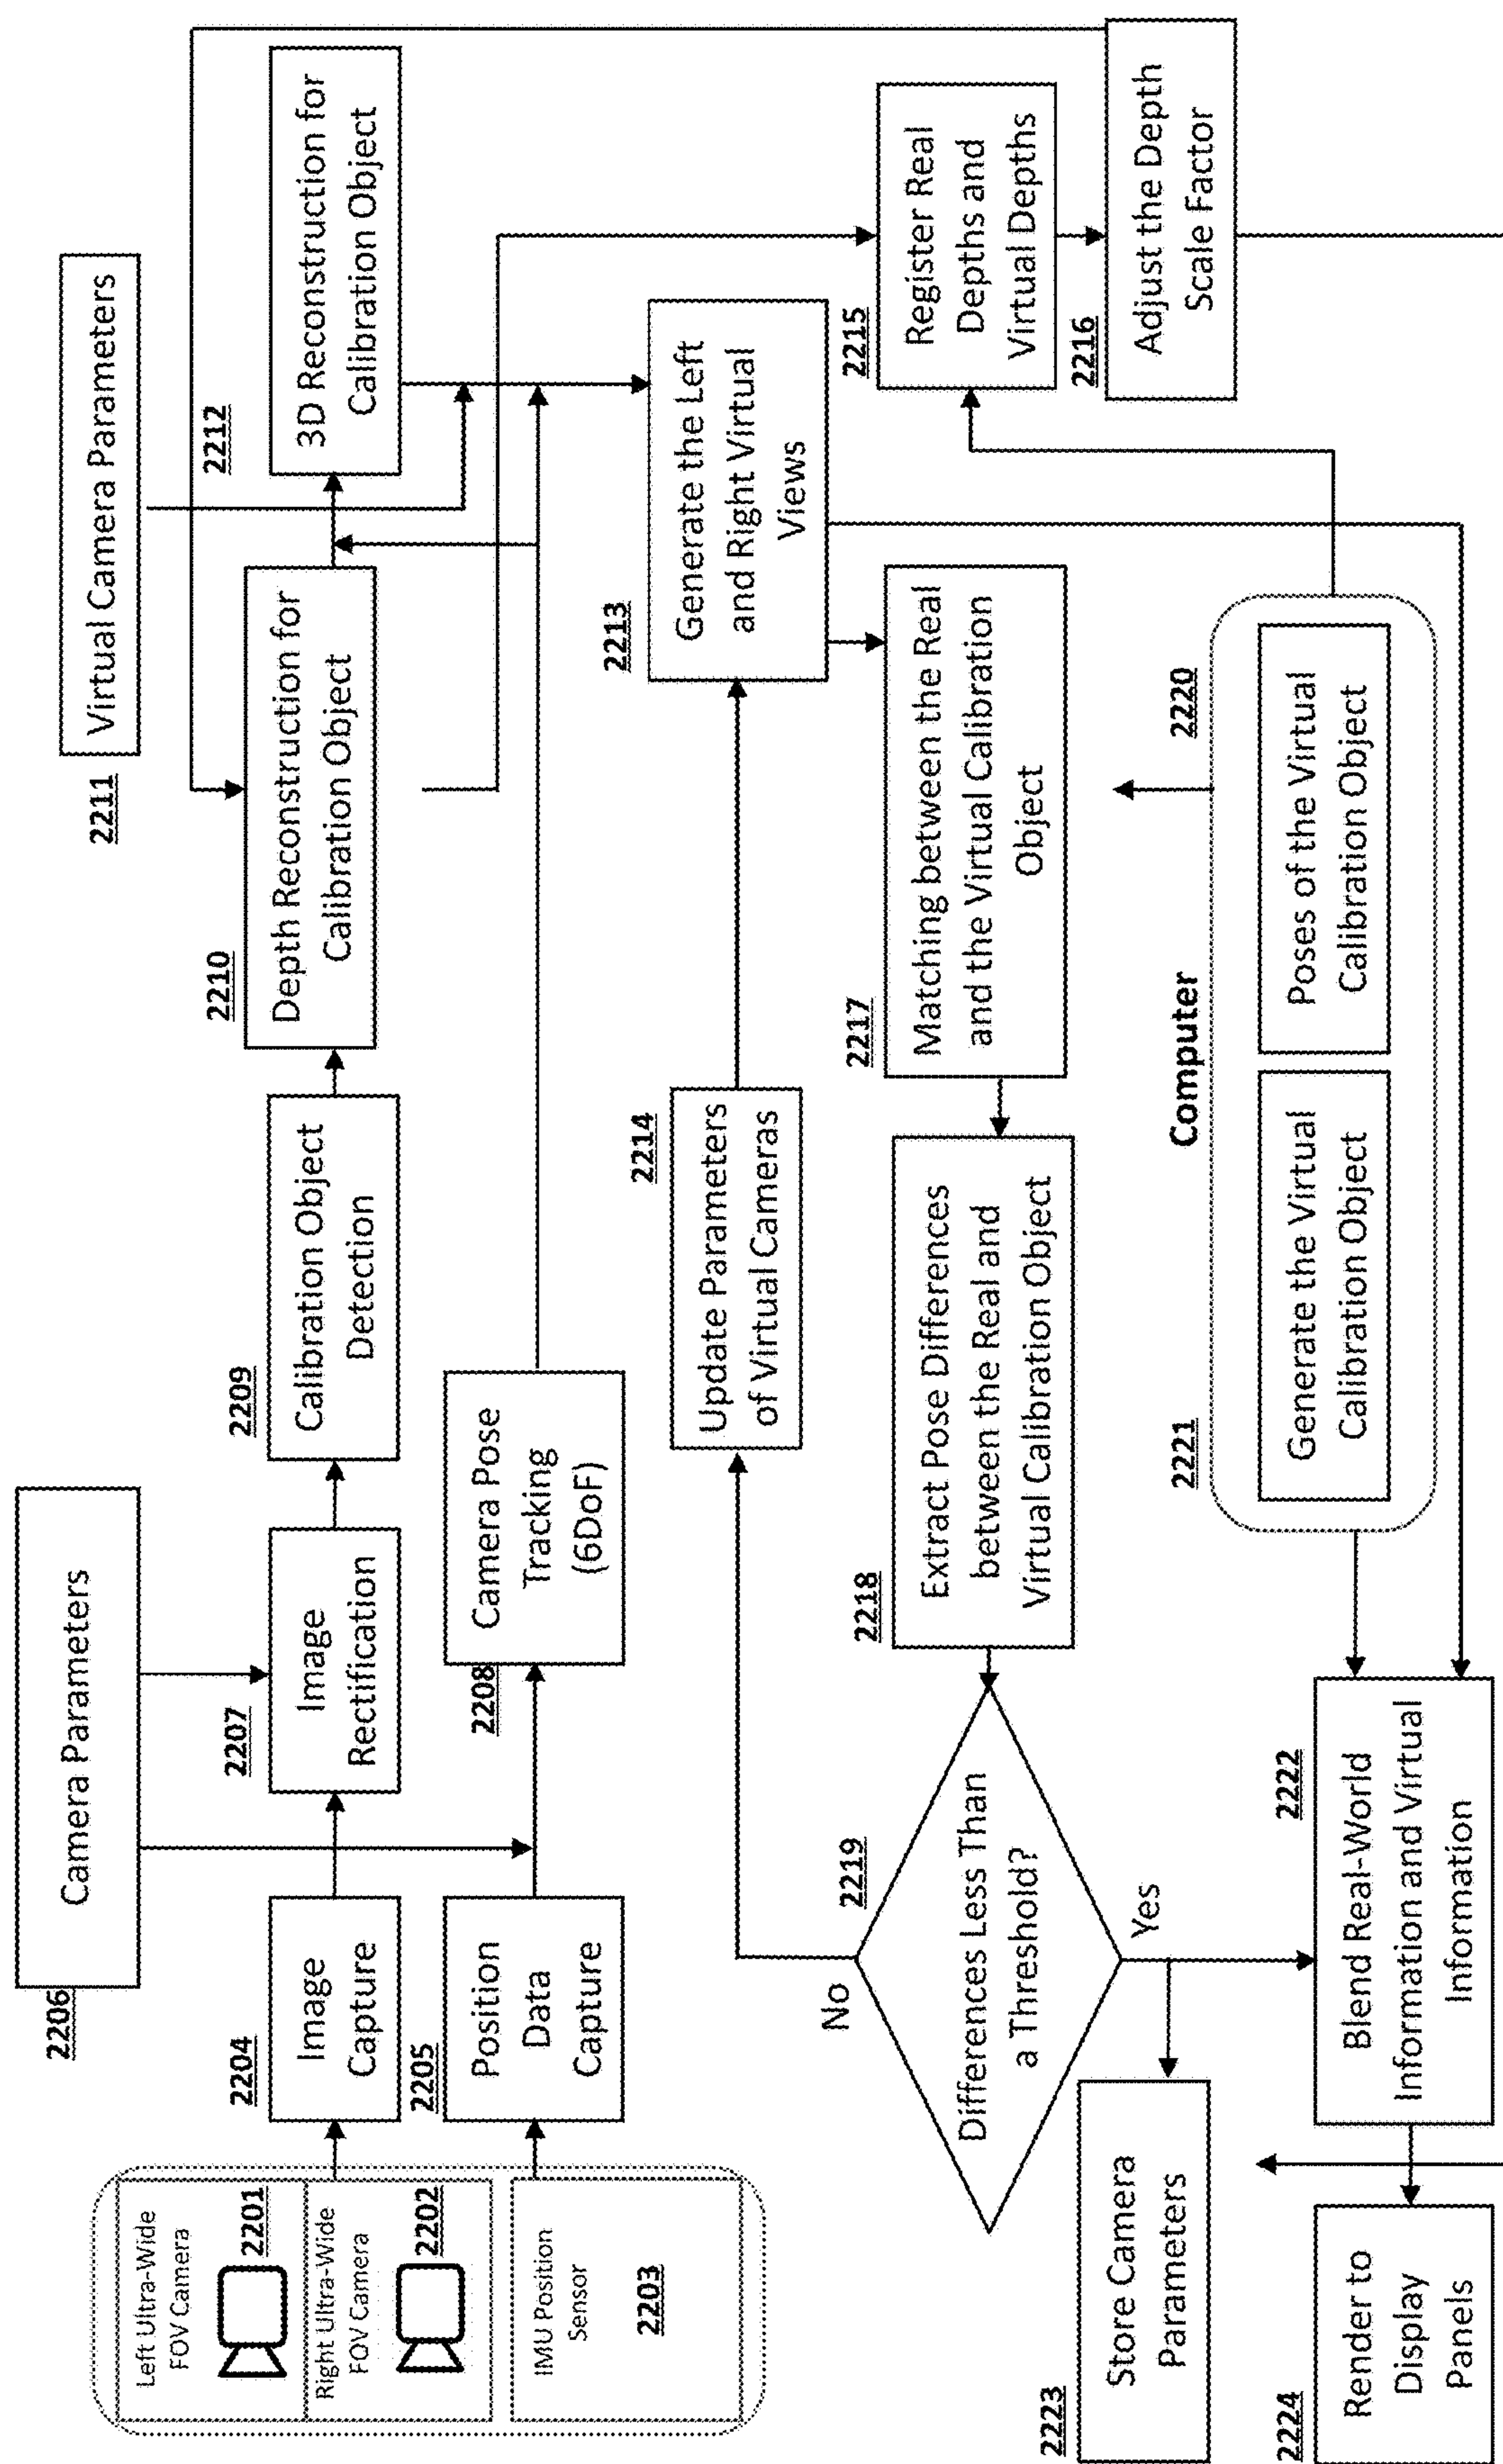 2206
Camera Parameters
2211
Virtual Camera Parameters
Left Ultra-Wide
FOV Camera
2201
Right Ultra-Wide
FOV Camera
2202
IMU Position
Sensor
2203
2204
Image
Capture
2207
Image
Rectification
2209
Calibration Object
Detection
2210
Depth Reconstruction for
Calibration Object
2212
3D Reconstruction for
Calibration Object
2205
Position
Data
Capture
2208
Camera Pose
Tracking
(6DoF)
2214
Update Parameters
of Virtual Cameras
2213
Generate the Left
and Right Virtual
Views
No
2219
Differences Less Than
a Threshold?
Yes
2218
Extract Pose Differences
between the Real and
Virtual Calibration Object
2217
Matching between the Real
and the Virtual Calibration
Object
2215
Register Real
Depths and
Virtual Depths
2216
Adjust the Depth
Scale Factor
2223
Store Camera
Parameters
Computer
2221
Generate the Virtual
Calibration Object
2220
Poses of the Virtual
Calibration Object
2224
Render to
Display
Panels
2222
Blend Real-World
Information and Virtual
Information